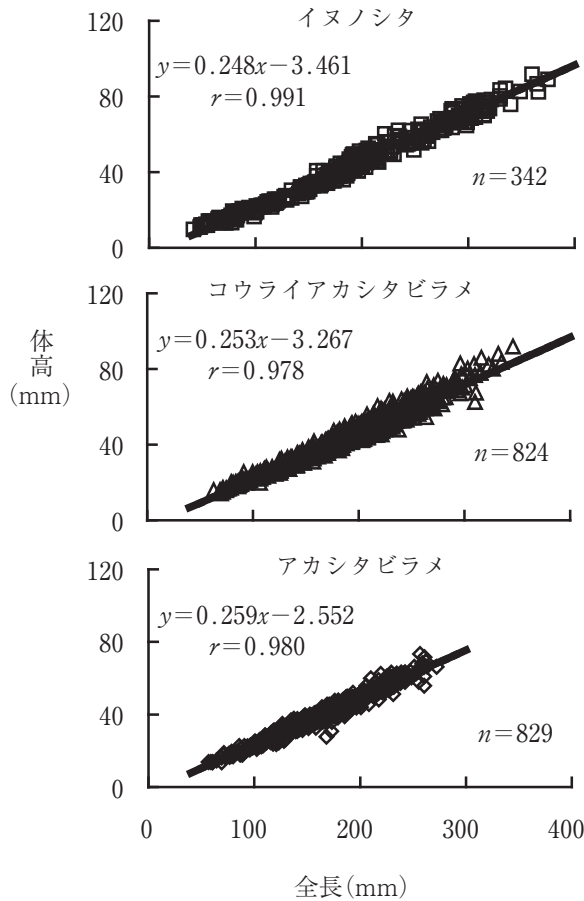 イヌノシタ
120
80
40
0
y=0.248x−3.461
r=0.991
n=342
コウライアカシタビラメ
120
80
40
0
y=0.253x−3.267
r=0.978
n=824
体高
(mm)
アカシタビラメ
120
80
40
0
y=0.259x−2.552
r=0.980
n=829
0 100 200 300 400
全長(mm)